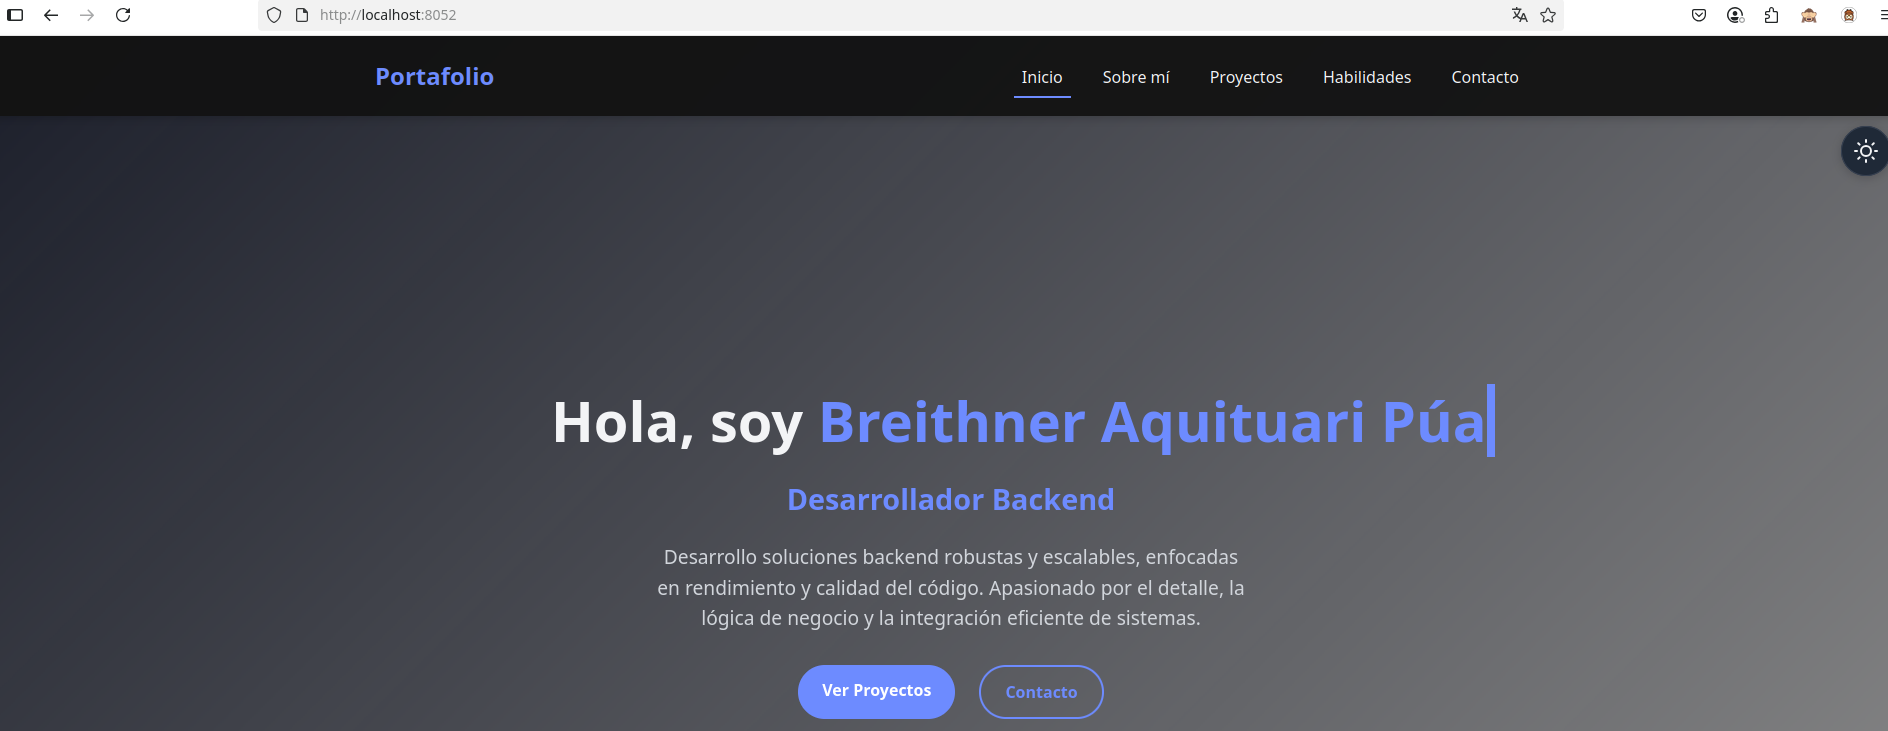 http://localhost:8052
Portafolio
Inicio
Sobre mí
Proyectos
Habilidades
Contacto
Hola, soy Breithner Aquituari Púa
Desarrollador Backend
Desarrollo soluciones backend robustas y escalables, enfocadas
en rendimiento y calidad del código. Apasionado por el detalle, la
lógica de negocio y la integración eficiente de sistemas.
Ver Proyectos
Contacto